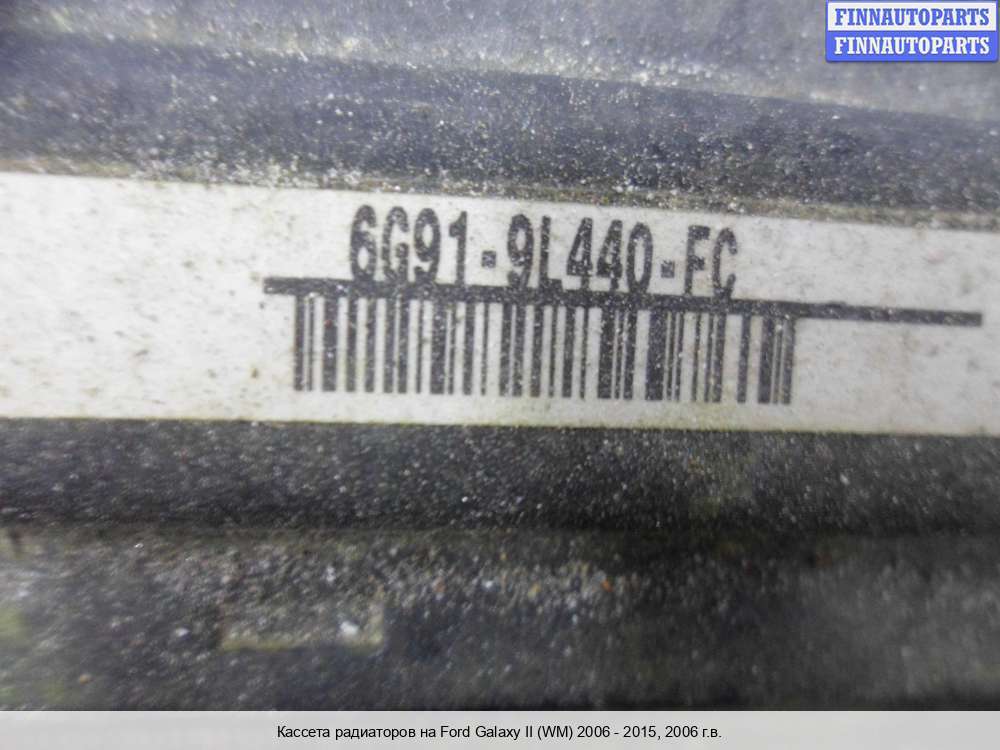 FINNAUTOPARTS
FINNAUTOPARTS
6G91-9L440-FC
Кассета радиаторов на Ford Galaxy II (WM) 2006 - 2015, 2006 г.в.